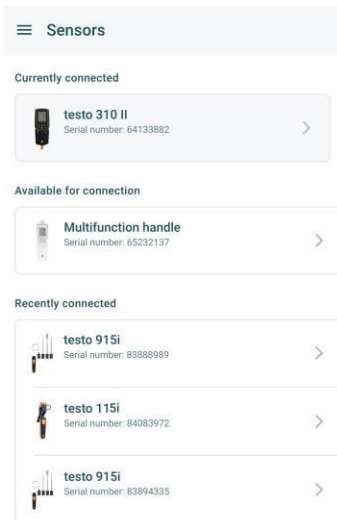 Sensors
Currently connected
testo 310 II
Serial number: 64133882
Available for connection
Multifunction handle
Serial number: 65232137
Recently connected
testo 915i
Serial number: 83888989
testo 115i
Serial number: 84083972
testo 915i
Serial number: 83894335